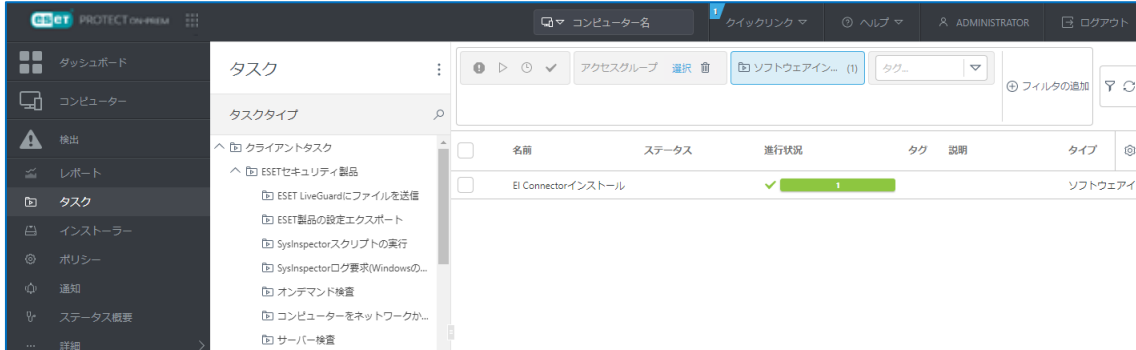 eset PROTECT ON-PREM
コンピューター名
1
クイックリンク
ヘルプ
ADMINISTRATOR
ログアウト
ダッシュボード
コンピューター
検出
レポート
タスク
インストーラー
ポリシー
通知
ステータス概要
詳細
タスク
タスクタイプ
クライアントタスク
ESETセキュリティ製品
ESET LiveGuardにファイルを送信
ESET製品の設定エクスポート
SysInspectorスクリプトの実行
SysInspectorログ要求(Windowsの...
オンデマンド検査
コンピューターをネットワークか...
サーバー検査
アクセスグループ 選択
ソフトウェアイン... (1)
タグ...
フィルタの追加
名前 ステータス 進行状況 タグ 説明 タイプ
EI Connectorインストール 1 ソフトウェアイ